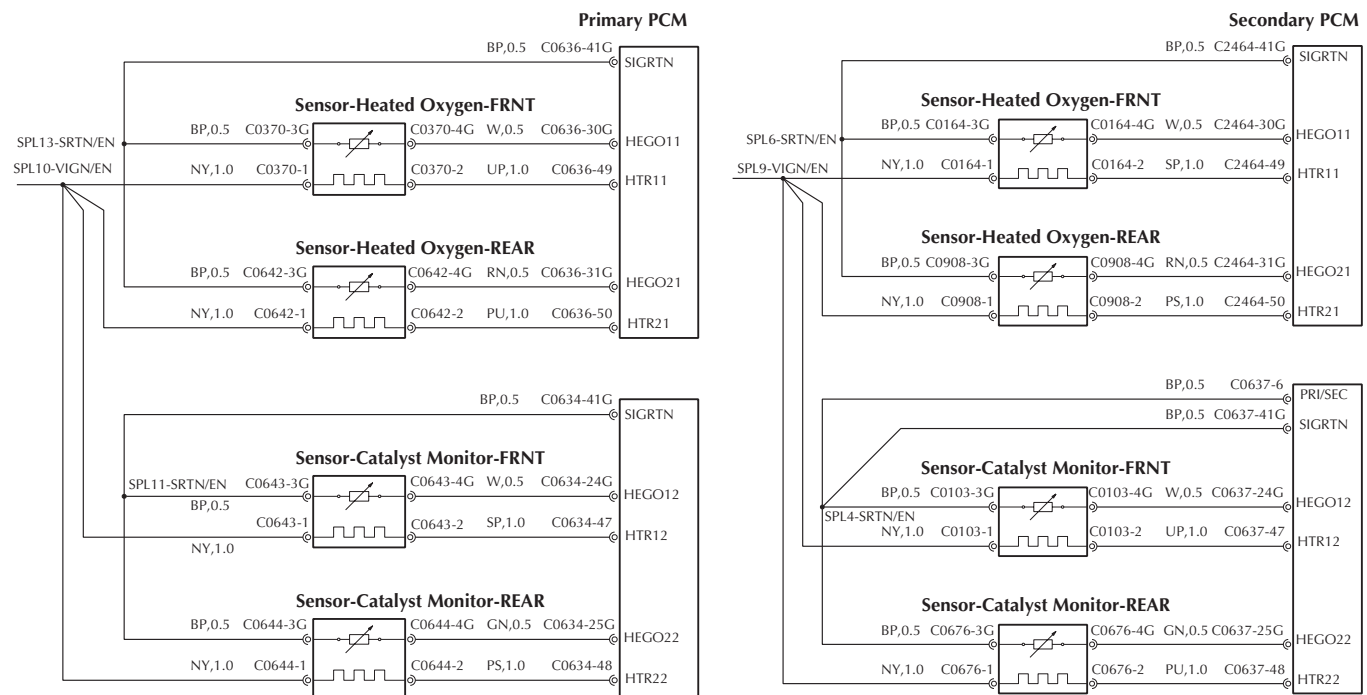 Primary PCM
BP,0.5 C0636-41G
SIGRTN
Sensor-Heated Oxygen-FRNT
SPL13-SRTN/EN
BP,0.5 C0370-3G C0370-4G W,0.5 C0636-30G
HEGO11
SPL10-VIGN/EN
NY,1.0 C0370-1 C0370-2 UP,1.0 C0636-49
HTR11
Sensor-Heated Oxygen-REAR
BP,0.5 C0642-3G C0642-4G RN,0.5 C0636-31G
HEGO21
NY,1.0 C0642-1 C0642-2 PU,1.0 C0636-50
HTR21
BP,0.5 C0634-41G
SIGRTN
Sensor-Catalyst Monitor-FRNT
SPL11-SRTN/EN C0643-3G C0643-4G W,0.5 C0634-24G
BP,0.5
HEGO12
C0643-1 C0643-2 SP,1.0 C0634-47
HTR12
NY,1.0
Sensor-Catalyst Monitor-REAR
BP,0.5 C0644-3G C0644-4G GN,0.5 C0634-25G
HEGO22
NY,1.0 C0644-1 C0644-2 PS,1.0 C0634-48
HTR22
Secondary PCM
BP,0.5 C2464-41G
SIGRTN
Sensor-Heated Oxygen-FRNT
SPL6-SRTN/EN
BP,0.5 C0164-3G C0164-4G W,0.5 C2464-30G
HEGO11
SPL9-VIGN/EN
NY,1.0 C0164-1 C0164-2 SP,1.0 C2464-49
HTR11
Sensor-Heated Oxygen-REAR
BP,0.5 C0908-3G C0908-4G RN,0.5 C2464-31G
HEGO21
NY,1.0 C0908-1 C0908-2 PS,1.0 C2464-50
HTR21
BP,0.5 C0637-6
PRI/SEC
BP,0.5 C0637-41G
SIGRTN
Sensor-Catalyst Monitor-FRNT
BP,0.5 C0103-3G C0103-4G W,0.5 C0637-24G
HEGO12
SPL4-SRTN/EN
NY,1.0 C0103-1 C0103-2 UP,1.0 C0637-47
HTR12
Sensor-Catalyst Monitor-REAR
BP,0.5 C0676-3G C0676-4G GN,0.5 C0637-25G
HEGO22
NY,1.0 C0676-1 C0676-2 PU,1.0 C0637-48
HTR22